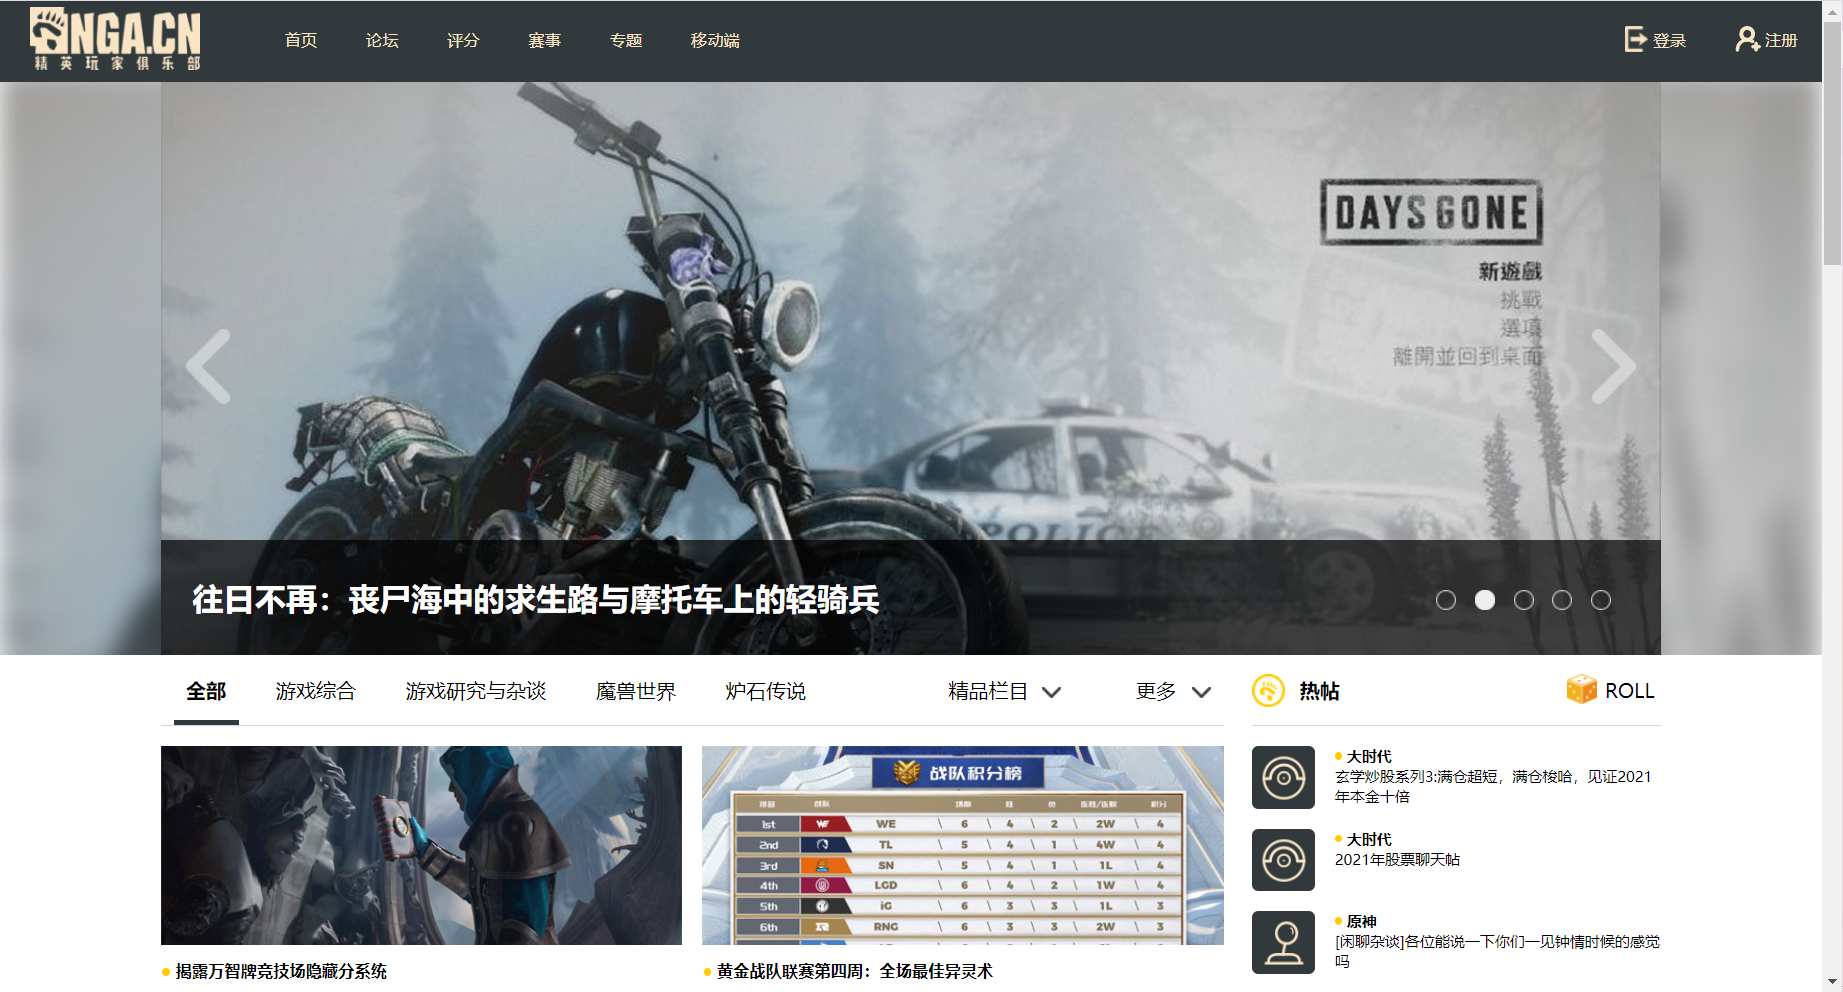 NGA.CN
精英玩家俱乐部
首页 论坛 评分 赛事 专题 移动端 登录 注册
DAYS GONE
新遊戲
挑戰
選項
離開並回到桌面
POLICE
往日不再：丧尸海中的求生路与摩托车上的轻骑兵
全部 游戏综合 游戏研究与杂谈 魔兽世界 炉石传说 精品栏目 更多
热帖 ROLL
战队积分榜
战队 积分
1st WE WE \ 6 \ 4 \ 2 \ 2W \ 4
2nd TL \ 5 \ 4 \ 1 \ 4W \ 4
3rd SN \ 5 \ 4 \ 1 \ 1L \ 4
4th LGD \ 6 \ 4 \ 2 \ 1W \ 4
5th iG \ 6 \ 3 \ 3 \ 1L \ 3
6th RNG \ 6 \ 3 \ 3 \ 2W \ 3
揭露万智牌竞技场隐藏分系统
黄金战队联赛第四周：全场最佳异灵术
大时代
玄学炒股系列3:满仓超短，满仓梭哈，见证2021
年本金十倍
大时代
2021年股票聊天帖
原神
[闲聊杂谈]各位能说一下你们一见钟情时候的感觉
吗